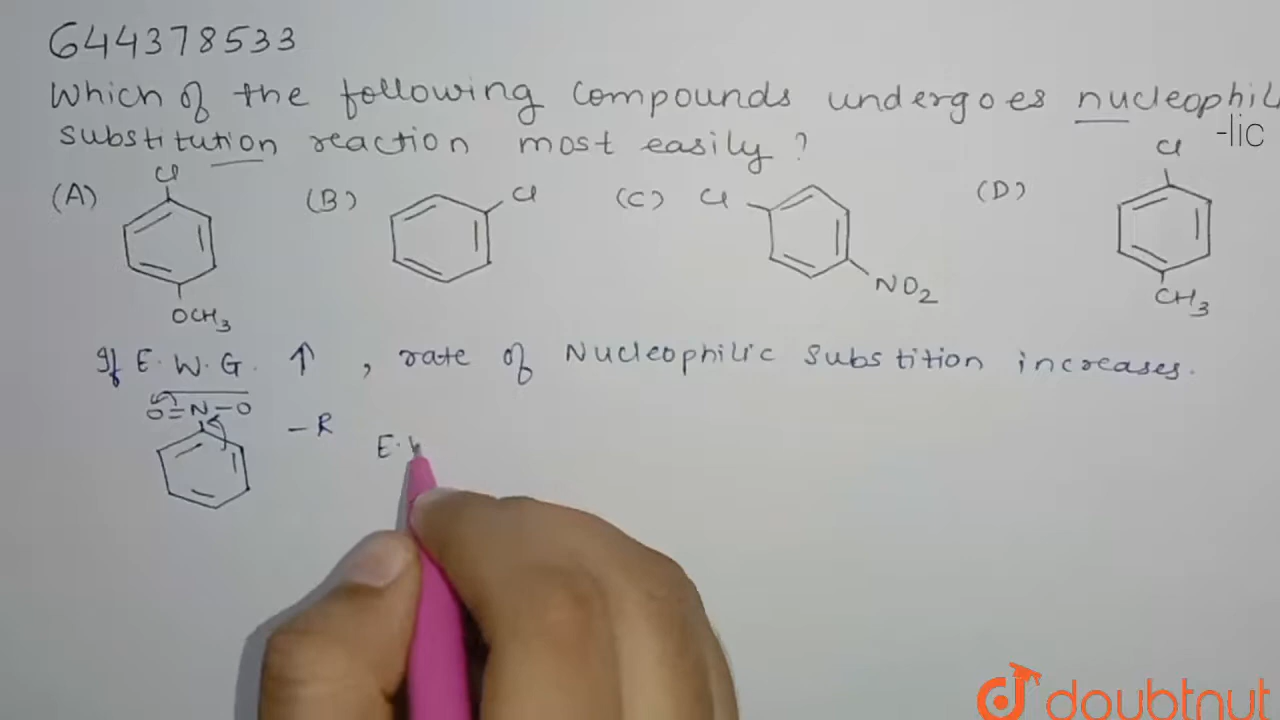 644378533
Which of the following compounds undergoes nucleophil
-lic
substitution reaction most easily ?
(A) Cl OCH3
(B) Cl
(C) Cl NO2
(D) Cl CH3
If E.W.G. ↑ , rate of Nucleophilic Substition increases.
O=N–O
–R
E.
doubtnut